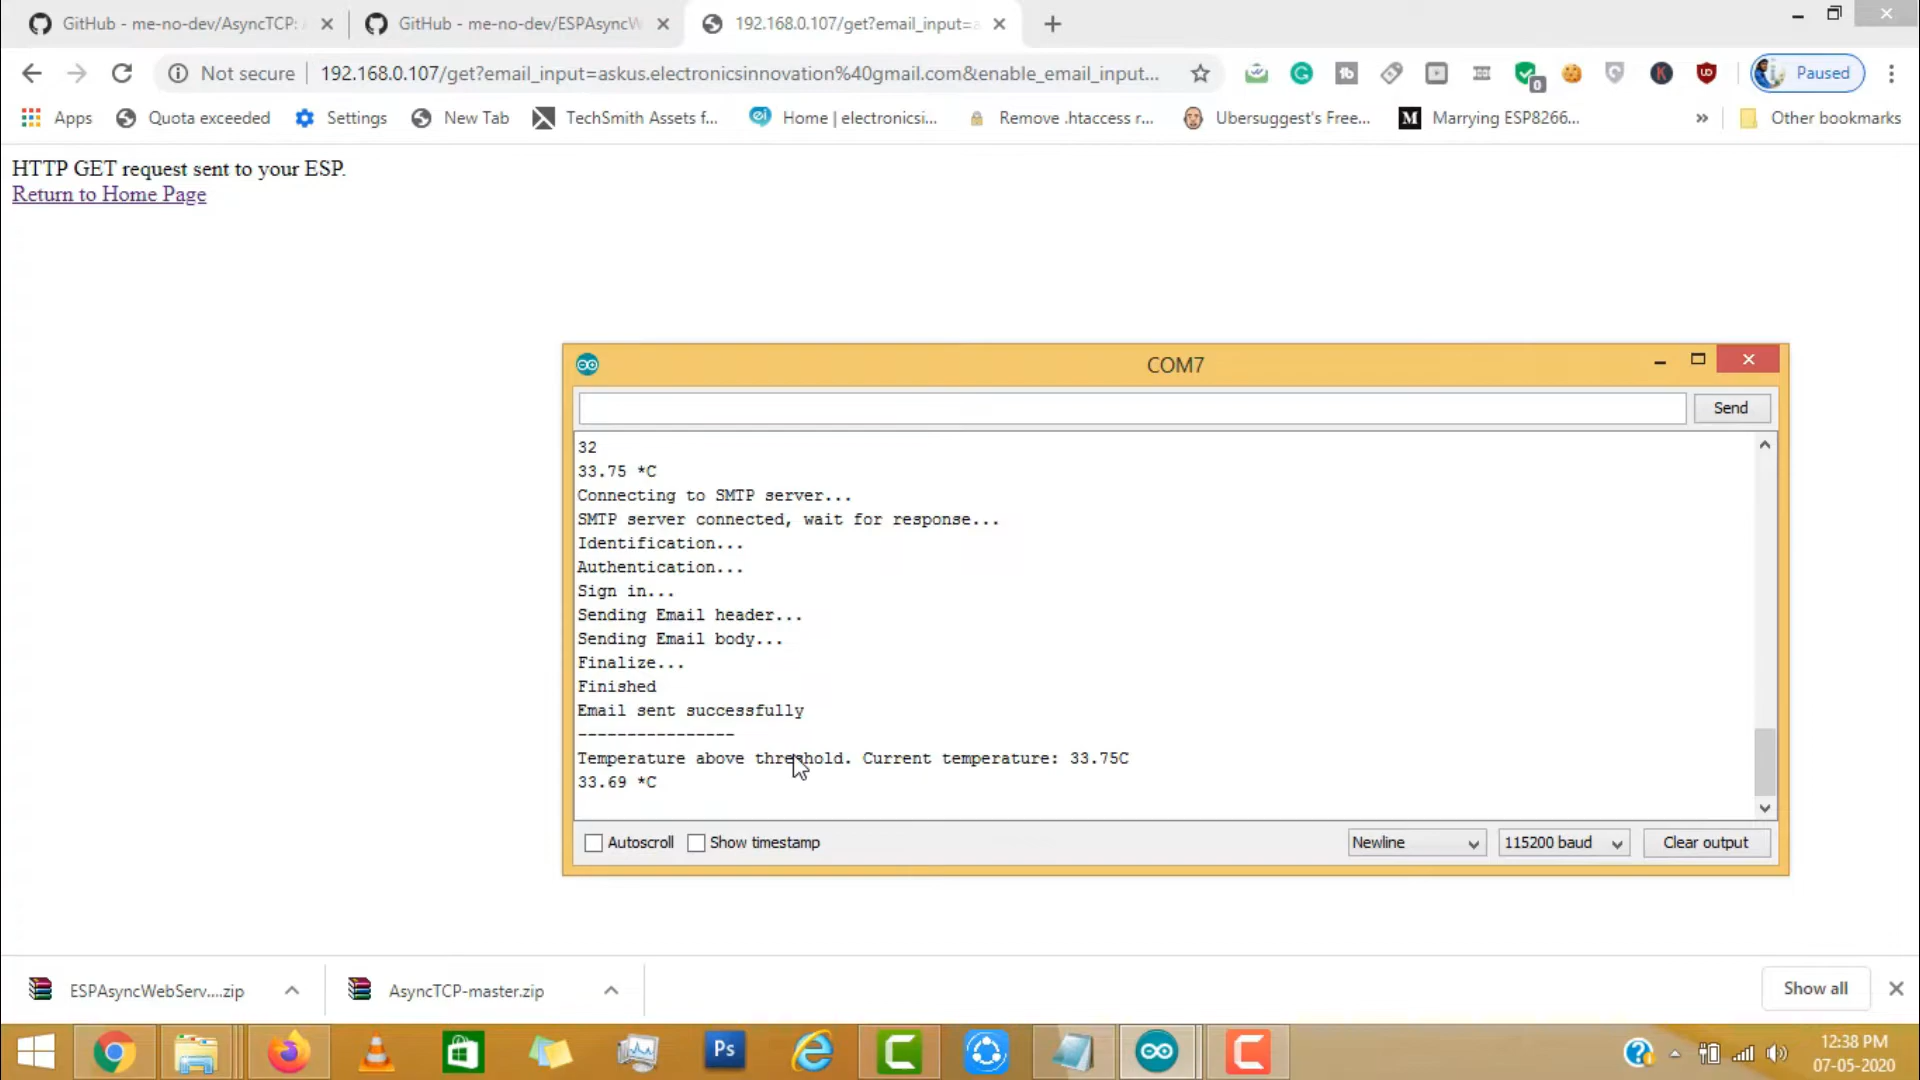 GitHub - me-no-dev/AsyncTCP:
GitHub - me-no-dev/ESPAsyncW
192.168.0.107/get?email_input=a
Not secure
192.168.0.107/get?email_input=askus.electronicsinnovation%40gmail.com&enable_email_input...
0
K
Paused
Apps
Quota exceeded
Settings
New Tab
TechSmith Assets f...
Home | electronicsi...
Remove .htaccess r...
Ubersuggest's Free...
M
Marrying ESP8266...
»
Other bookmarks
HTTP GET request sent to your ESP.
Return to Home Page
COM7
Send
32
33.75 *C
Connecting to SMTP server...
SMTP server connected, wait for response...
Identification...
Authentication...
Sign in...
Sending Email header...
Sending Email body...
Finalize...
Finished
Email sent successfully
----------------
Temperature above threshold. Current temperature: 33.75C
33.69 *C
Autoscroll
Show timestamp
Newline
115200 baud
Clear output
ESPAsyncWebServ....zip
AsyncTCP-master.zip
Show all
Ps
12:38 PM
07-05-2020